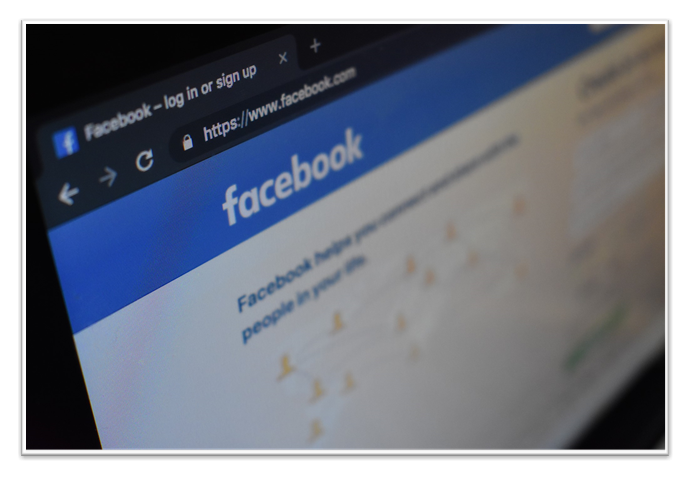 Facebook – log in or sign up
https://www.facebook.com
facebook
Facebook helps you connect and share with the
people in your life.